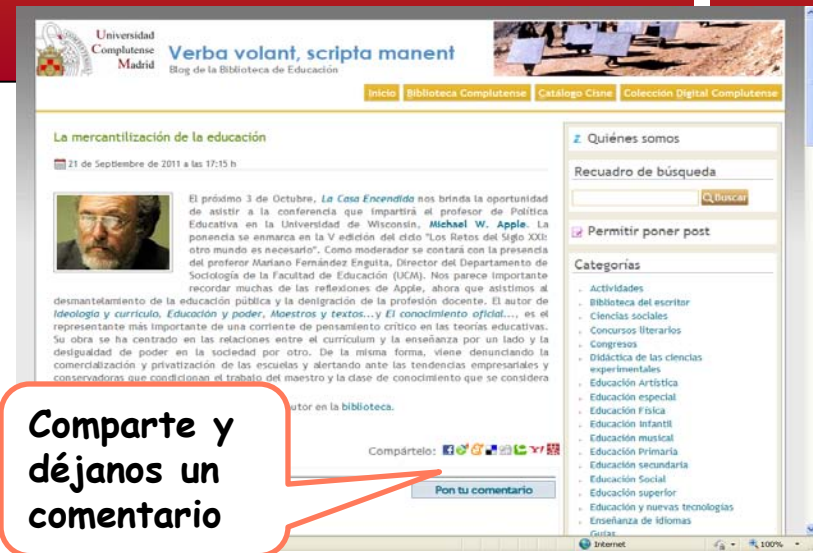 Universidad
Complutense
Madrid
Verba volant, scripta manent
Blog de la Biblioteca de Educación
Inicio
Biblioteca Complutense
Catálogo Cisne
Colección Digital Complutense
La mercantilización de la educación
21 de Septiembre de 2011 a las 17:15 h
El próximo 3 de Octubre, La Casa Encendida nos brinda la oportunidad
de asistir a la conferencia que impartirá el profesor de Política
Educativa en la Universidad de Wisconsin, Michael W. Apple. La
ponencia se enmarca en la V edición del ciclo "Los Retos del Siglo XXI:
otro mundo es necesario". Como moderador se contará con la presencia
del profesor Mariano Fernández Enguita, Director del Departamento de
Sociología de la Facultad de Educación (UCM). Nos parece importante
recordar muchas de las reflexiones de Apple, ahora que asistimos al
desmantelamiento de la educación pública y la denigración de la profesión docente. El autor de
Ideología y currículo, Educación y poder, Maestros y textos...y El conocimiento oficial..., es el
representante más importante de una corriente de pensamiento crítico en las teorías educativas.
Su obra se ha centrado en las relaciones entre el currículum y la enseñanza por un lado y la
desigualdad de poder en la sociedad por otro. De la misma forma, viene denunciando la
comercialización y privatización de las escuelas y alertando ante las tendencias empresariales y
conservadoras que condicionan el trabajo del maestro y la clase de conocimiento que se considera
utor en la biblioteca.
Compártelo:
Pon tu comentario
Comparte y
déjanos un
comentario
Quiénes somos
Recuadro de búsqueda
Buscar
Permitir poner post
Categorías
Actividades
Biblioteca del escritor
Ciencias sociales
Concursos literarios
Congresos
Didáctica de las ciencias
experimentales
Educación Artística
Educación especial
Educación Física
Educación Infantil
Educación musical
Educación Primaria
Educación secundaria
Educación Social
Educación superior
Educación y nuevas tecnologías
Enseñanza de idiomas
Guías
Internet
100%